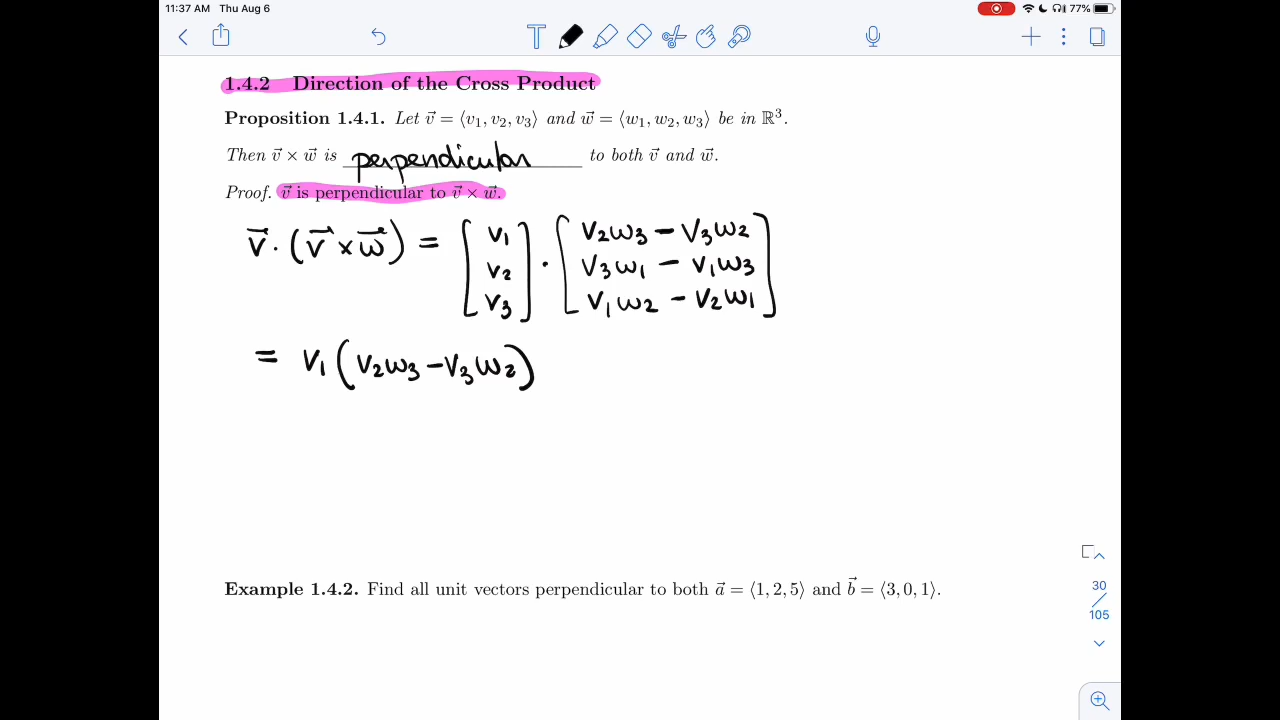 11:37 AM Thu Aug 6 77%
1.4.2 Direction of the Cross Product
Proposition 1.4.1. Let v⃗ = ⟨v₁, v₂, v₃⟩ and w⃗ = ⟨w₁, w₂, w₃⟩ be in ℝ³.
Then v⃗ × w⃗ is perpendicular to both v⃗ and w⃗.
Proof. v⃗ is perpendicular to v⃗ × w⃗.
v⃗ · (v⃗ × w⃗) = [v₁ v₂ v₃] · [v₂w₃ − v₃w₂ v₃w₁ − v₁w₃ v₁w₂ − v₂w₁]
= v₁(v₂w₃ − v₃w₂)
Example 1.4.2. Find all unit vectors perpendicular to both a⃗ = ⟨1, 2, 5⟩ and b⃗ = ⟨3, 0, 1⟩.
30
/
105